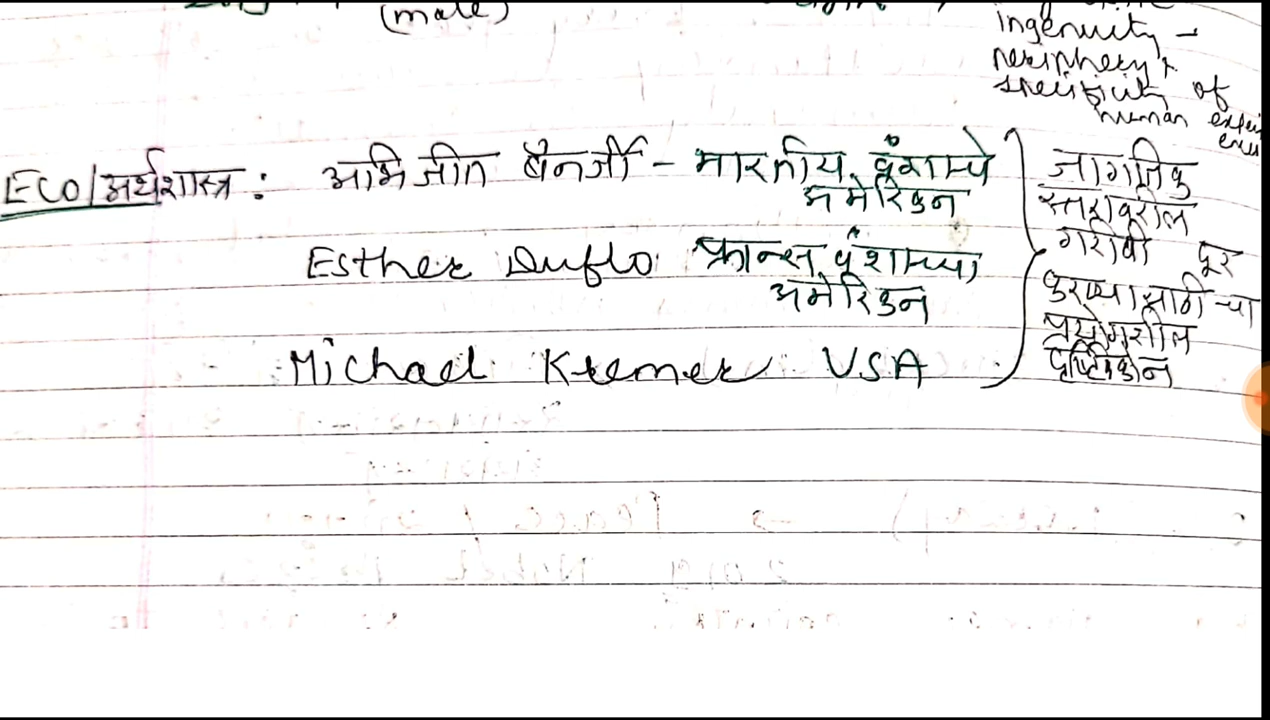 (male)
ingenuity -
periphery +
specificity of
human
ECO/अर्थशास्त्र : अभिजीत बॅनर्जी - भारतीय वंशाचे
अमेरिकन
Esther Duflo फ्रान्स वंशाच्या
अमेरिकन
Michael Kremer USA
जागतिक
स्तरावरील
गरीबी दूर
करण्यासाठीच्या
प्रयोगशील
दृष्टिकोन